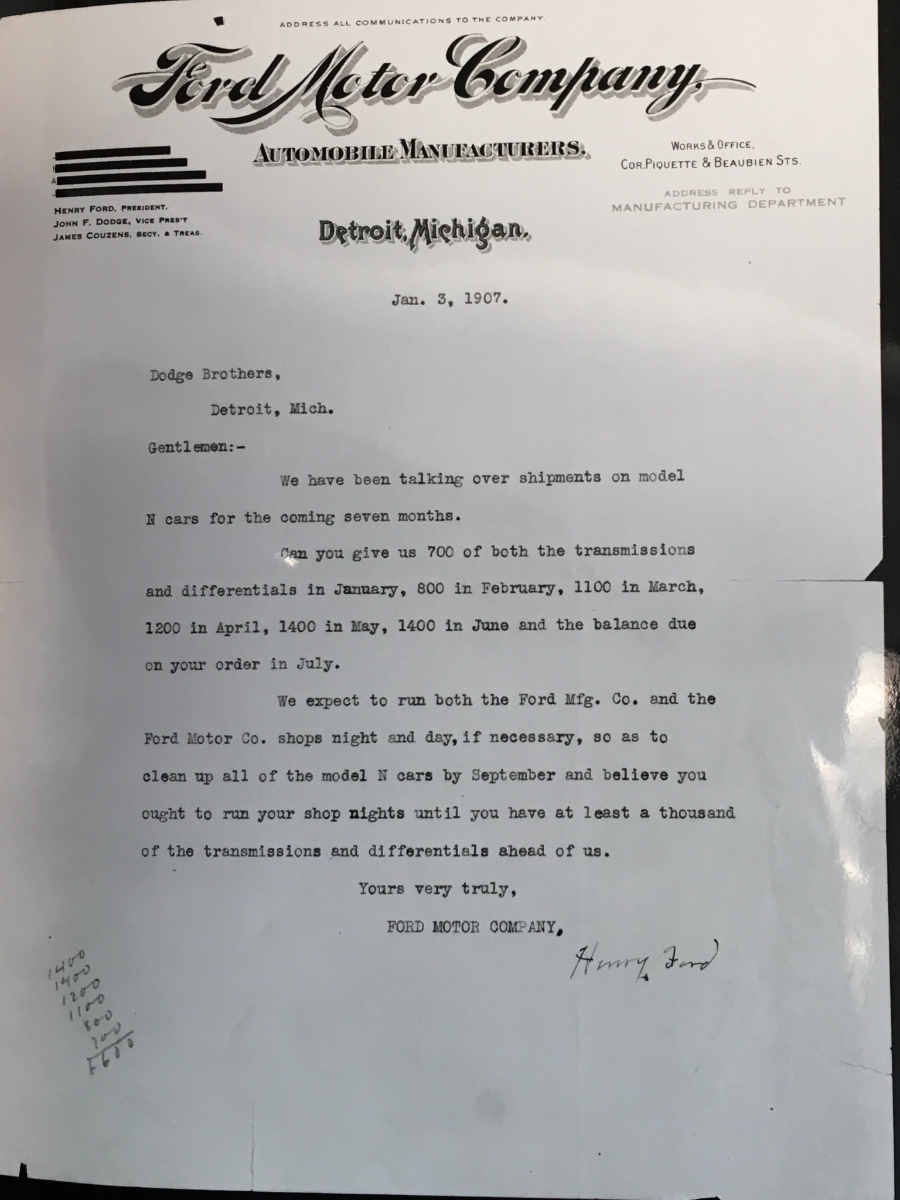 ADDRESS ALL COMMUNICATIONS TO THE COMPANY.
Ford Motor Company,
AUTOMOBILE MANUFACTURERS.
WORKS & OFFICE,
COR. PIQUETTE & BEAUBIEN STS.
HENRY FORD, PRESIDENT.
JOHN F. DODGE, VICE PRES'T
JAMES COUZENS, SECY. & TREAS.
ADDRESS REPLY TO
MANUFACTURING DEPARTMENT
Detroit, Michigan.
Jan. 3, 1907.
Dodge Brothers,
Detroit, Mich.
Gentlemen:-
We have been talking over shipments on model
N cars for the coming seven months.
Can you give us 700 of both the transmissions
and differentials in January, 800 in February, 1100 in March,
1200 in April, 1400 in May, 1400 in June and the balance due
on your order in July.
We expect to run both the Ford Mfg. Co. and the
Ford Motor Co. shops night and day, if necessary, so as to
clean up all of the model N cars by September and believe you
ought to run your shop nights until you have at least a thousand
of the transmissions and differentials ahead of us.
Yours very truly,
FORD MOTOR COMPANY,
Henry Ford
1400
1400
1200
1100
800
700
6600